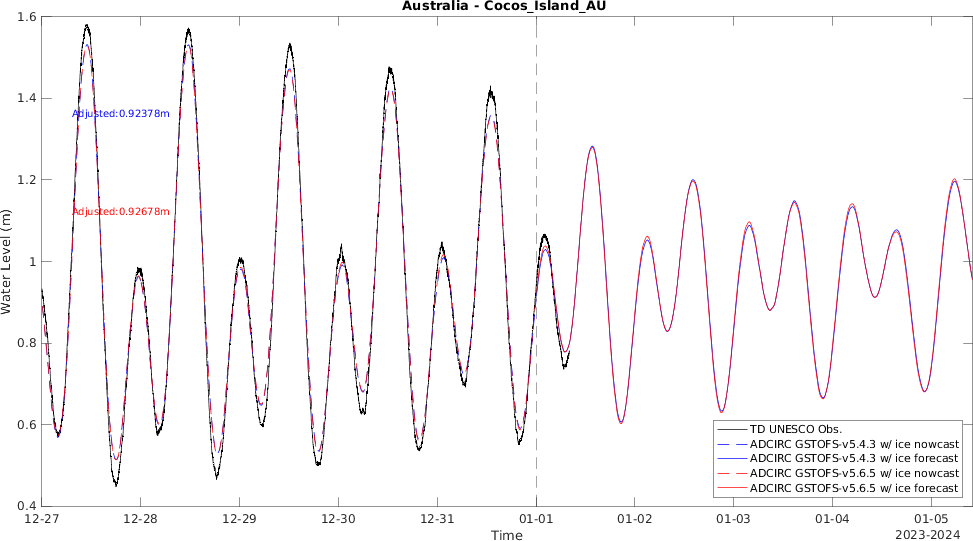 Australia - Cocos_Island_AU
1.6
1.4
1.2
1
0.8
0.6
0.4
Water Level (m)
Adjusted:0.92378m
Adjusted:0.92678m
TD UNESCO Obs.
ADCIRC GSTOFS-v5.4.3 w/ ice nowcast
ADCIRC GSTOFS-v5.4.3 w/ ice forecast
ADCIRC GSTOFS-v5.6.5 w/ ice nowcast
ADCIRC GSTOFS-v5.6.5 w/ ice forecast
12-27 12-28 12-29 12-30 12-31 01-01 01-02 01-03 01-04 01-05
Time
2023-2024